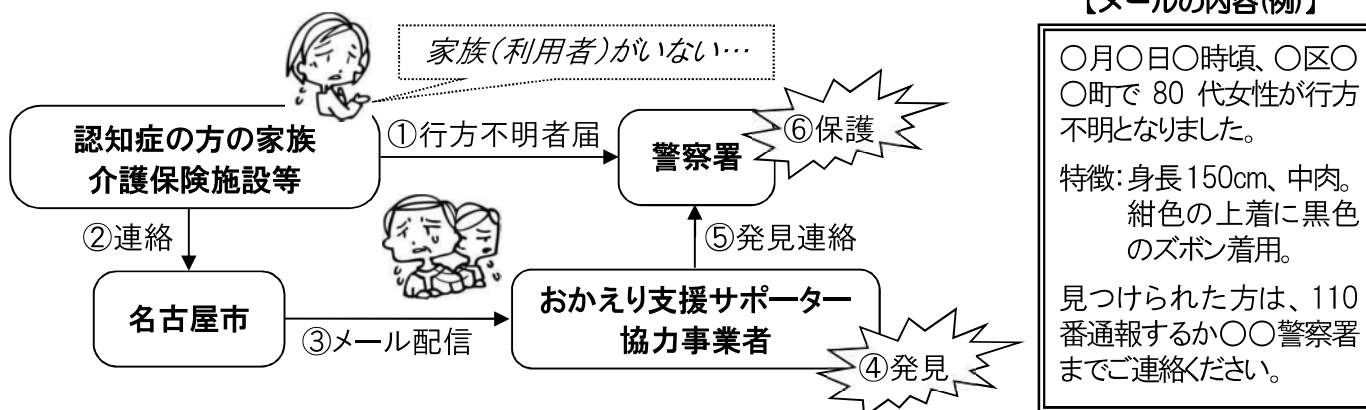 【メールの内容(例)】
家族(利用者)がいない…
認知症の方の家族
介護保険施設等
①行方不明者届
警察署
⑥保護
②連絡
⑤発見連絡
名古屋市
③メール配信
おかえり支援サポーター
協力事業者
④発見
〇月〇日〇時頃、〇区〇
〇町で 80 代女性が行方
不明となりました。
特徴:身長150cm、中肉。
紺色の上着に黒色
のズボン着用。
見つけられた方は、110
番通報するか〇〇警察署
までご連絡ください。